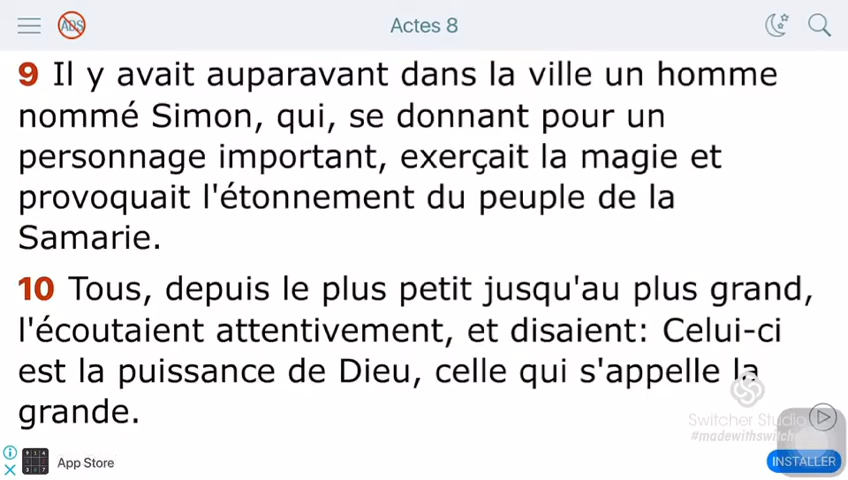 ADS
Actes 8
9 Il y avait auparavant dans la ville un homme
nommé Simon, qui, se donnant pour un
personnage important, exerçait la magie et
provoquait l'étonnement du peuple de la
Samarie.
10 Tous, depuis le plus petit jusqu'au plus grand,
l'écoutaient attentivement, et disaient: Celui-ci
est la puissance de Dieu, celle qui s'appelle la
grande.
Switcher Studio
#madewithswitch
App Store
INSTALLER